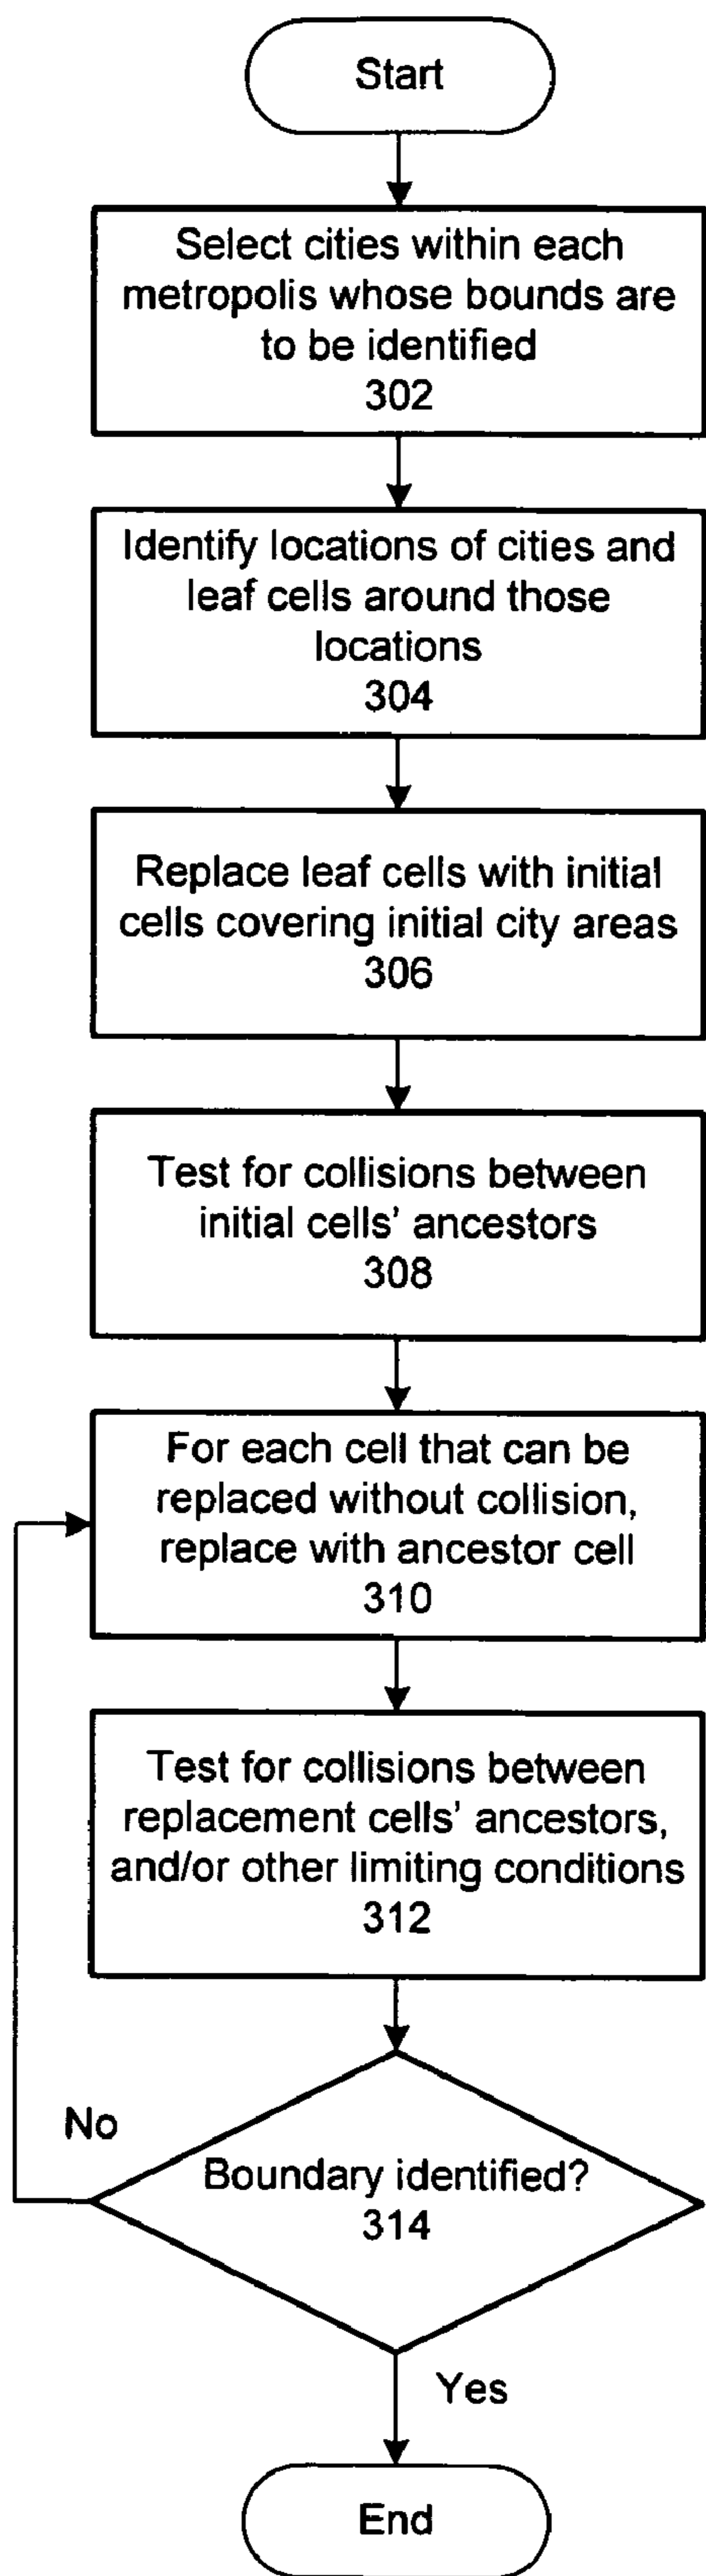 Start
Select cities within each
metropolis whose bounds are
to be identified
302
Identify locations of cities and
leaf cells around those
locations
304
Replace leaf cells with initial
cells covering initial city areas
306
Test for collisions between
initial cells' ancestors
308
For each cell that can be
replaced without collision,
replace with ancestor cell
310
Test for collisions between
replacement cells' ancestors,
and/or other limiting conditions
312
No
Boundary identified?
314
Yes
End